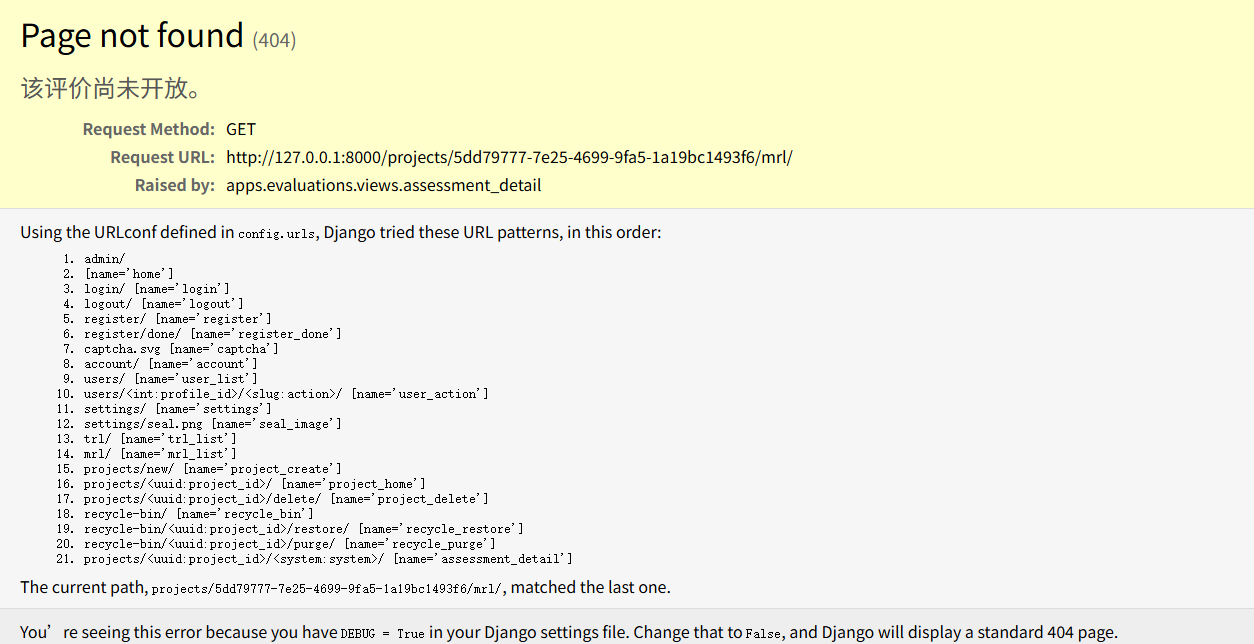 Page not found (404)
该评价尚未开放。
Request Method: GET
Request URL: http://127.0.0.1:8000/projects/5dd79777-7e25-4699-9fa5-1a19bc1493f6/mrl/
Raised by: apps.evaluations.views.assessment_detail
Using the URLconf defined in config.urls, Django tried these URL patterns, in this order:
1. admin/
2. [name='home']
3. login/ [name='login']
4. logout/ [name='logout']
5. register/ [name='register']
6. register/done/ [name='register_done']
7. captcha.svg [name='captcha']
8. account/ [name='account']
9. users/ [name='user_list']
10. users/<int:profile_id>/<slug:action>/ [name='user_action']
11. settings/ [name='settings']
12. settings/seal.png [name='seal_image']
13. trl/ [name='trl_list']
14. mrl/ [name='mrl_list']
15. projects/new/ [name='project_create']
16. projects/<uuid:project_id>/ [name='project_home']
17. projects/<uuid:project_id>/delete/ [name='project_delete']
18. recycle-bin/ [name='recycle_bin']
19. recycle-bin/<uuid:project_id>/restore/ [name='recycle_restore']
20. recycle-bin/<uuid:project_id>/purge/ [name='recycle_purge']
21. projects/<uuid:project_id>/<system:system>/ [name='assessment_detail']
The current path, projects/5dd79777-7e25-4699-9fa5-1a19bc1493f6/mrl/, matched the last one.
You’re seeing this error because you have DEBUG = True in your Django settings file. Change that to False, and Django will display a standard 404 page.